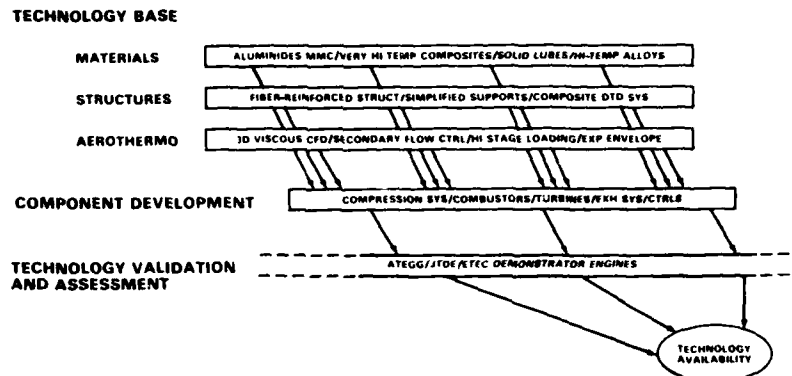 TECHNOLOGY BASE
MATERIALS
ALUMINIDES MMC/VERY HI TEMP COMPOSITES/SOLID LUBES/HI-TEMP ALLOYS
STRUCTURES
FIBER-REINFORCED STRUCT/SIMPLIFIED SUPPORTS/COMPOSITE DTD SYS
AEROTHERMO
3D VISCOUS CFD/SECONDARY FLOW CTRL/HI STAGE LOADING/EXP ENVELOPE
COMPONENT DEVELOPMENT
COMPRESSION SYS/COMBUSTORS/TURBINES/EXH SYS/CTRLS
TECHNOLOGY VALIDATION
AND ASSESSMENT
ATEGG/JTDE/ETEC DEMONSTRATOR ENGINES
TECHNOLOGY
AVAILABILITY